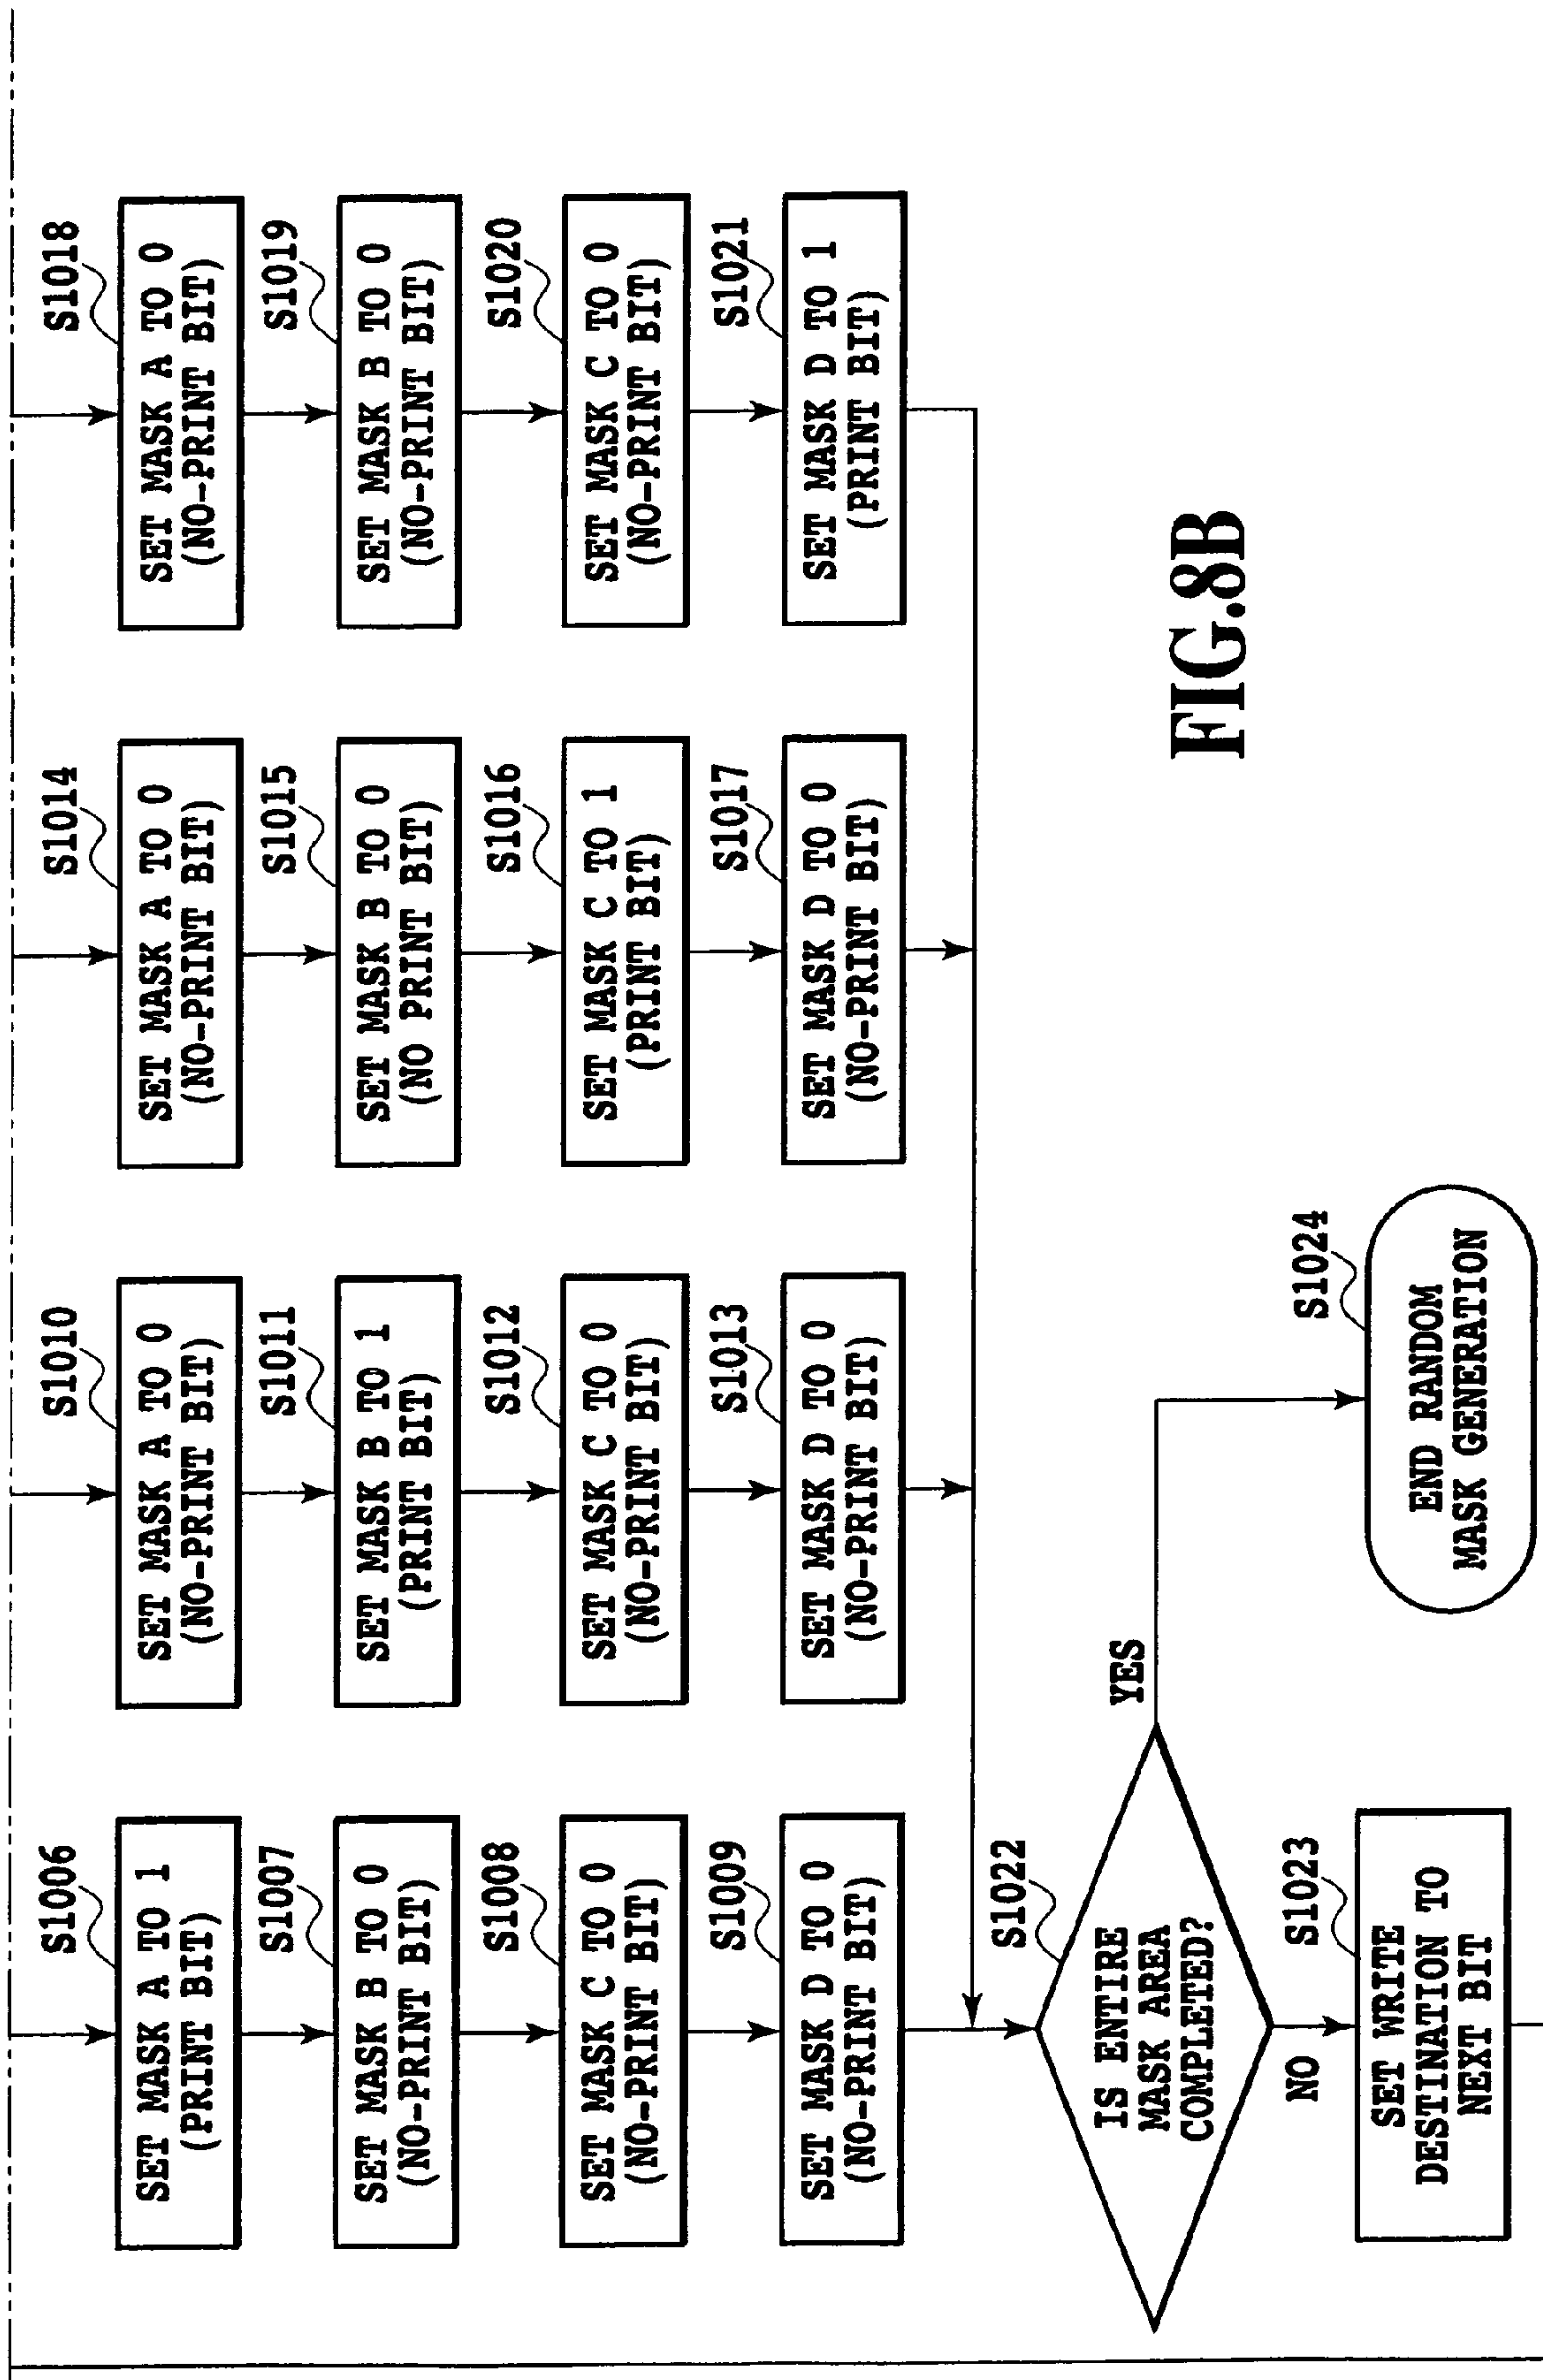 S1006
SET MASK A TO 1
(PRINT BIT)
S1007
SET MASK B TO 0
(NO-PRINT BIT)
S1008
SET MASK C TO 0
(NO-PRINT BIT)
S1009
SET MASK D TO 0
(NO-PRINT BIT)
S1010
SET MASK A TO 0
(NO-PRINT BIT)
S1011
SET MASK B TO 1
(PRINT BIT)
S1012
SET MASK C TO 0
(NO-PRINT BIT)
S1013
SET MASK D TO 0
(NO-PRINT BIT)
S1014
SET MASK A TO 0
(NO-PRINT BIT)
S1015
SET MASK B TO 0
(NO PRINT BIT)
S1016
SET MASK C TO 1
(PRINT BIT)
S1017
SET MASK D TO 0
(NO-PRINT BIT)
S1018
SET MASK A TO 0
(NO-PRINT BIT)
S1019
SET MASK B TO 0
(NO-PRINT BIT)
S1020
SET MASK C TO 0
(NO-PRINT BIT)
S1021
SET MASK D TO 1
(PRINT BIT)
S1022
IS ENTIRE
MASK AREA
COMPLETED?
YES
NO
S1023
SET WRITE
DESTINATION TO
NEXT BIT
S1024
END RANDOM
MASK GENERATION
FIG.8B